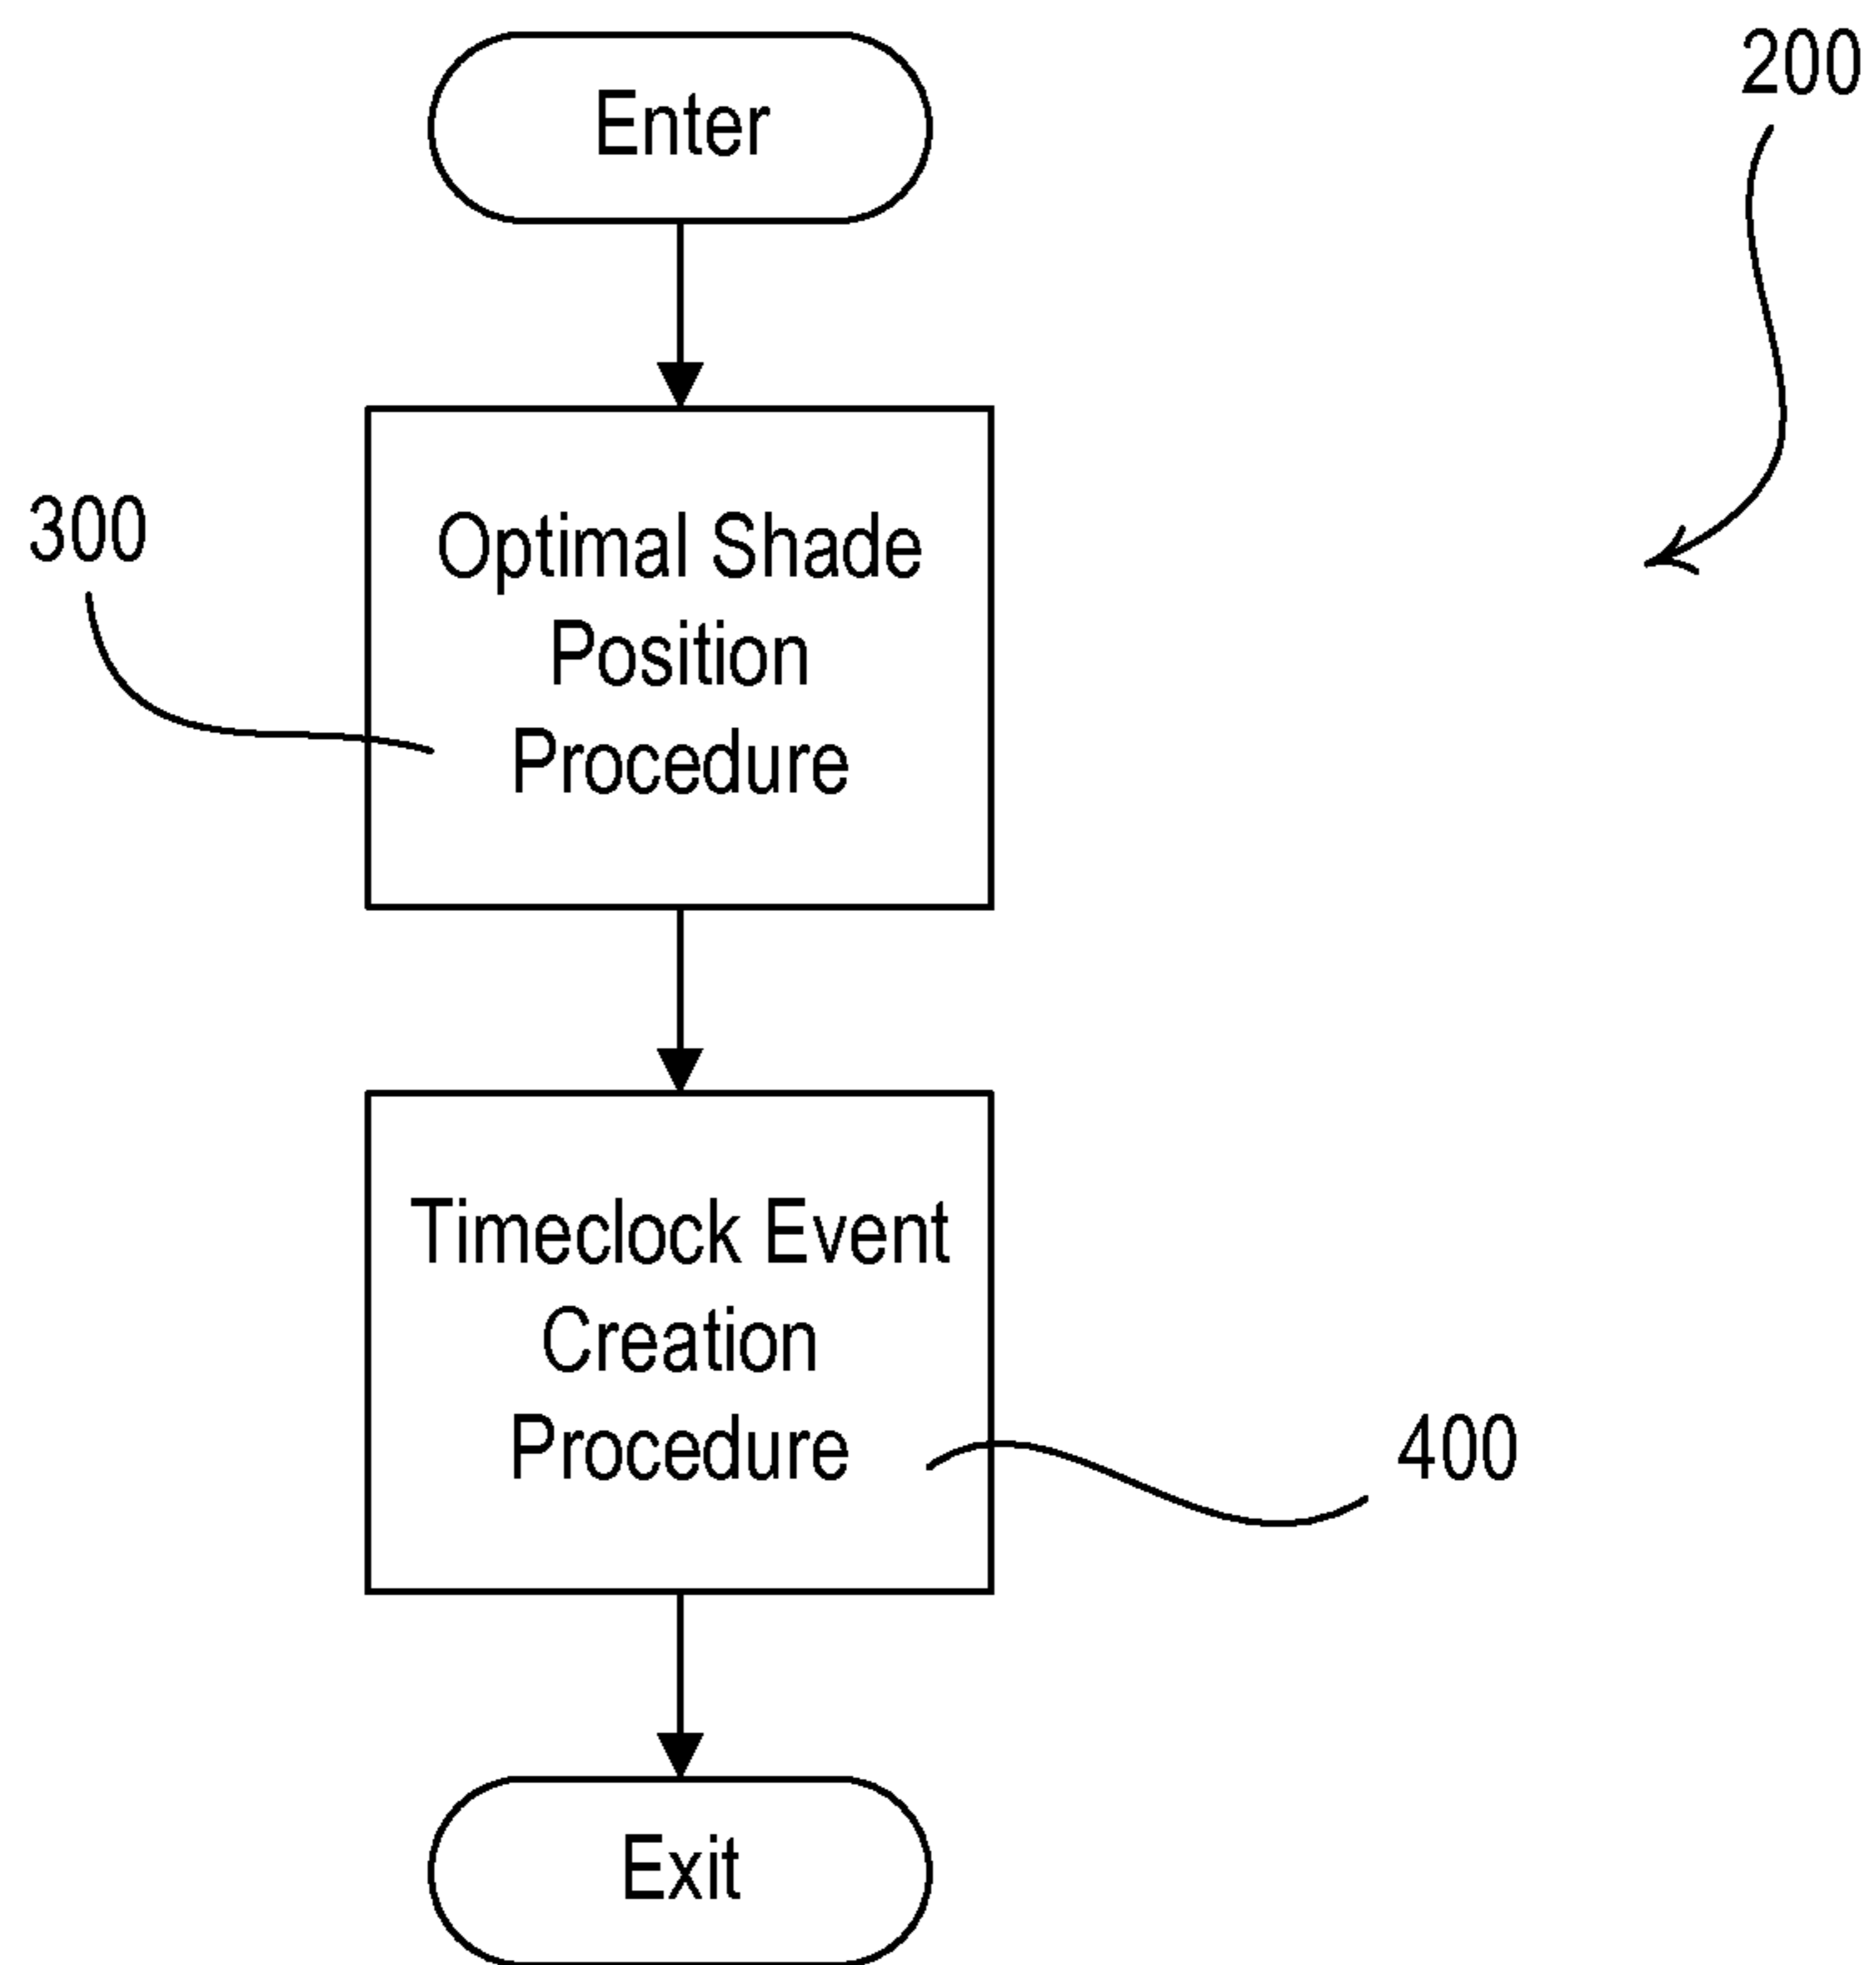 Enter
200
300
Optimal Shade
Position
Procedure
Timeclock Event
Creation
Procedure
400
Exit